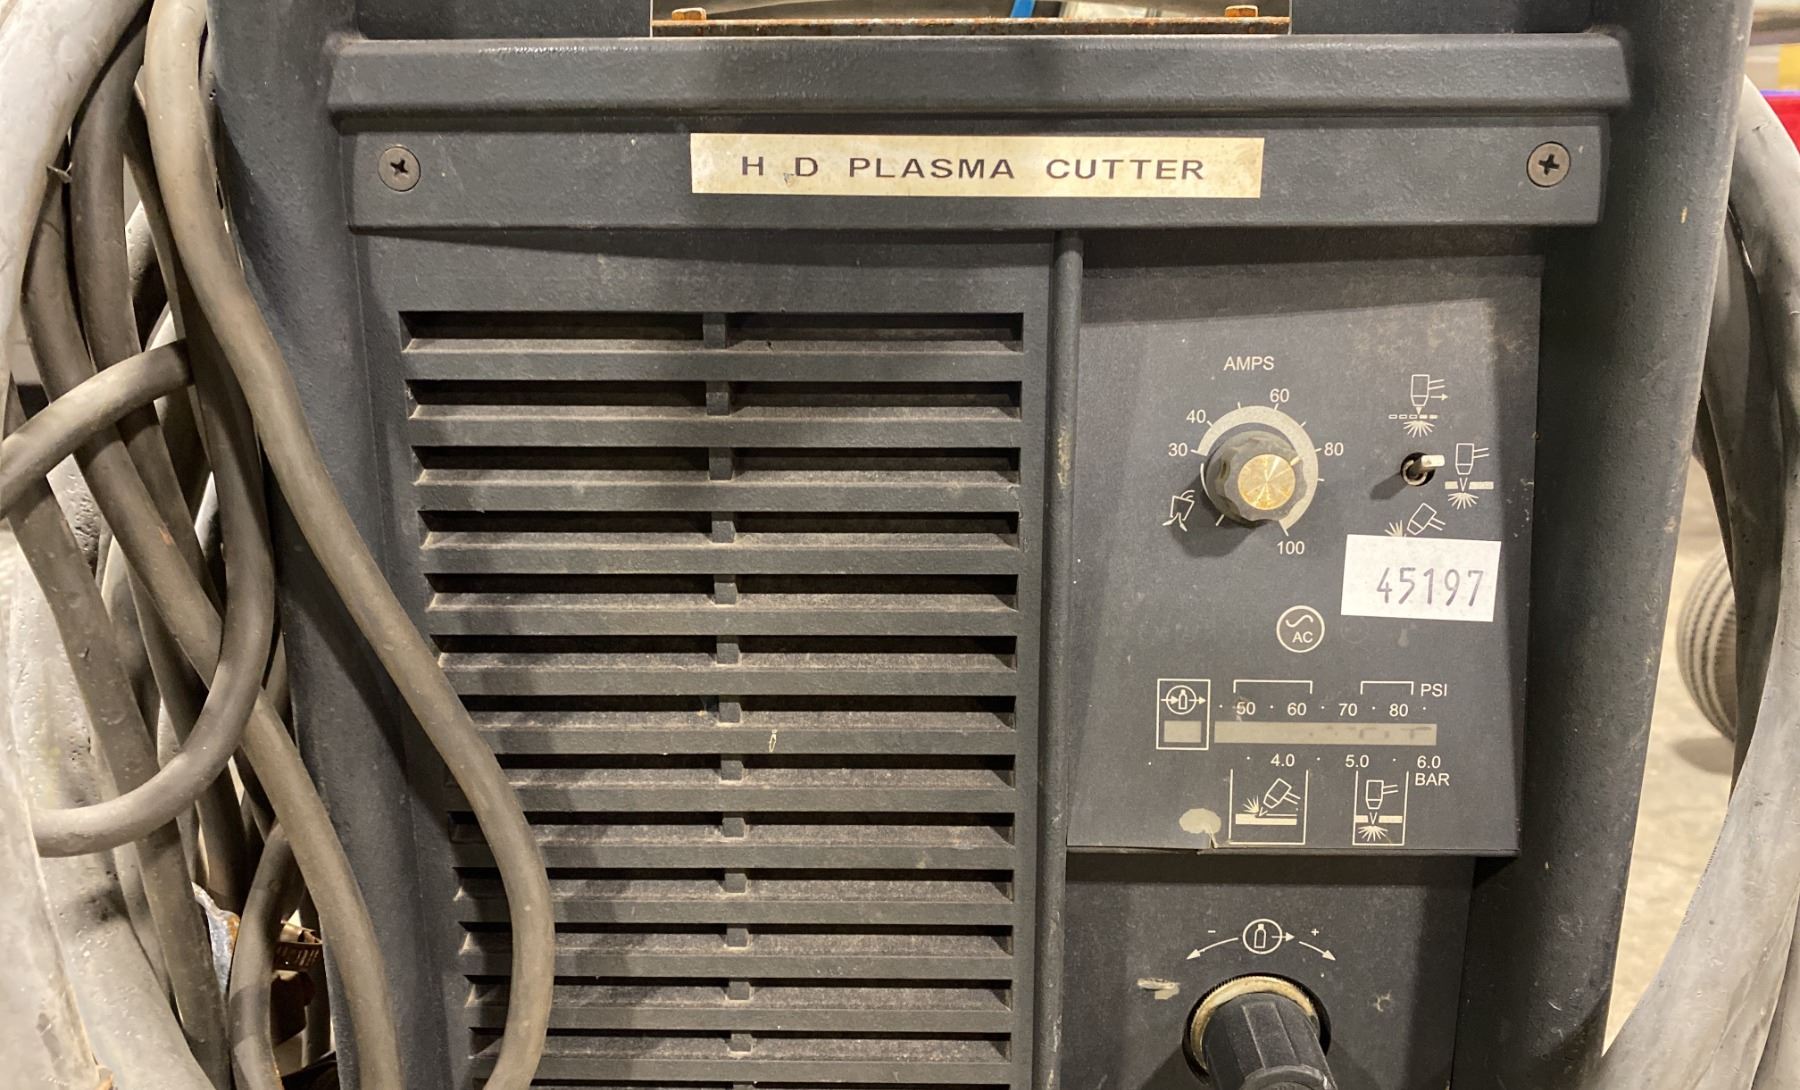 H D PLASMA CUTTER
AMPS
60
40
30
80
100
45197
AC
PSI
50 60 70 80
4.0 5.0 6.0
BAR
- +